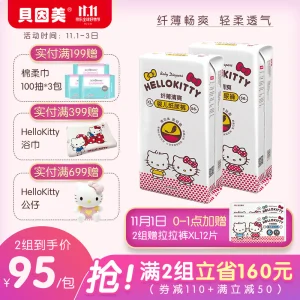 贝因美
11.11
纤薄畅爽 轻柔透气
活动时间：11.1~3日
实付满199赠
棉柔巾
100抽*3包
实付满399赠
HelloKitty
浴巾
实付满699赠
HelloKitty
公仔
Baby Diapers
HELLOKITTY
纤薄清爽
婴儿纸尿裤
HELLOKITTY
11月1日 0-1点加赠
2组赠拉拉裤XL12片
2组到手价
¥95/包
抢!
满2组立省160元
(券减110+满立减50)